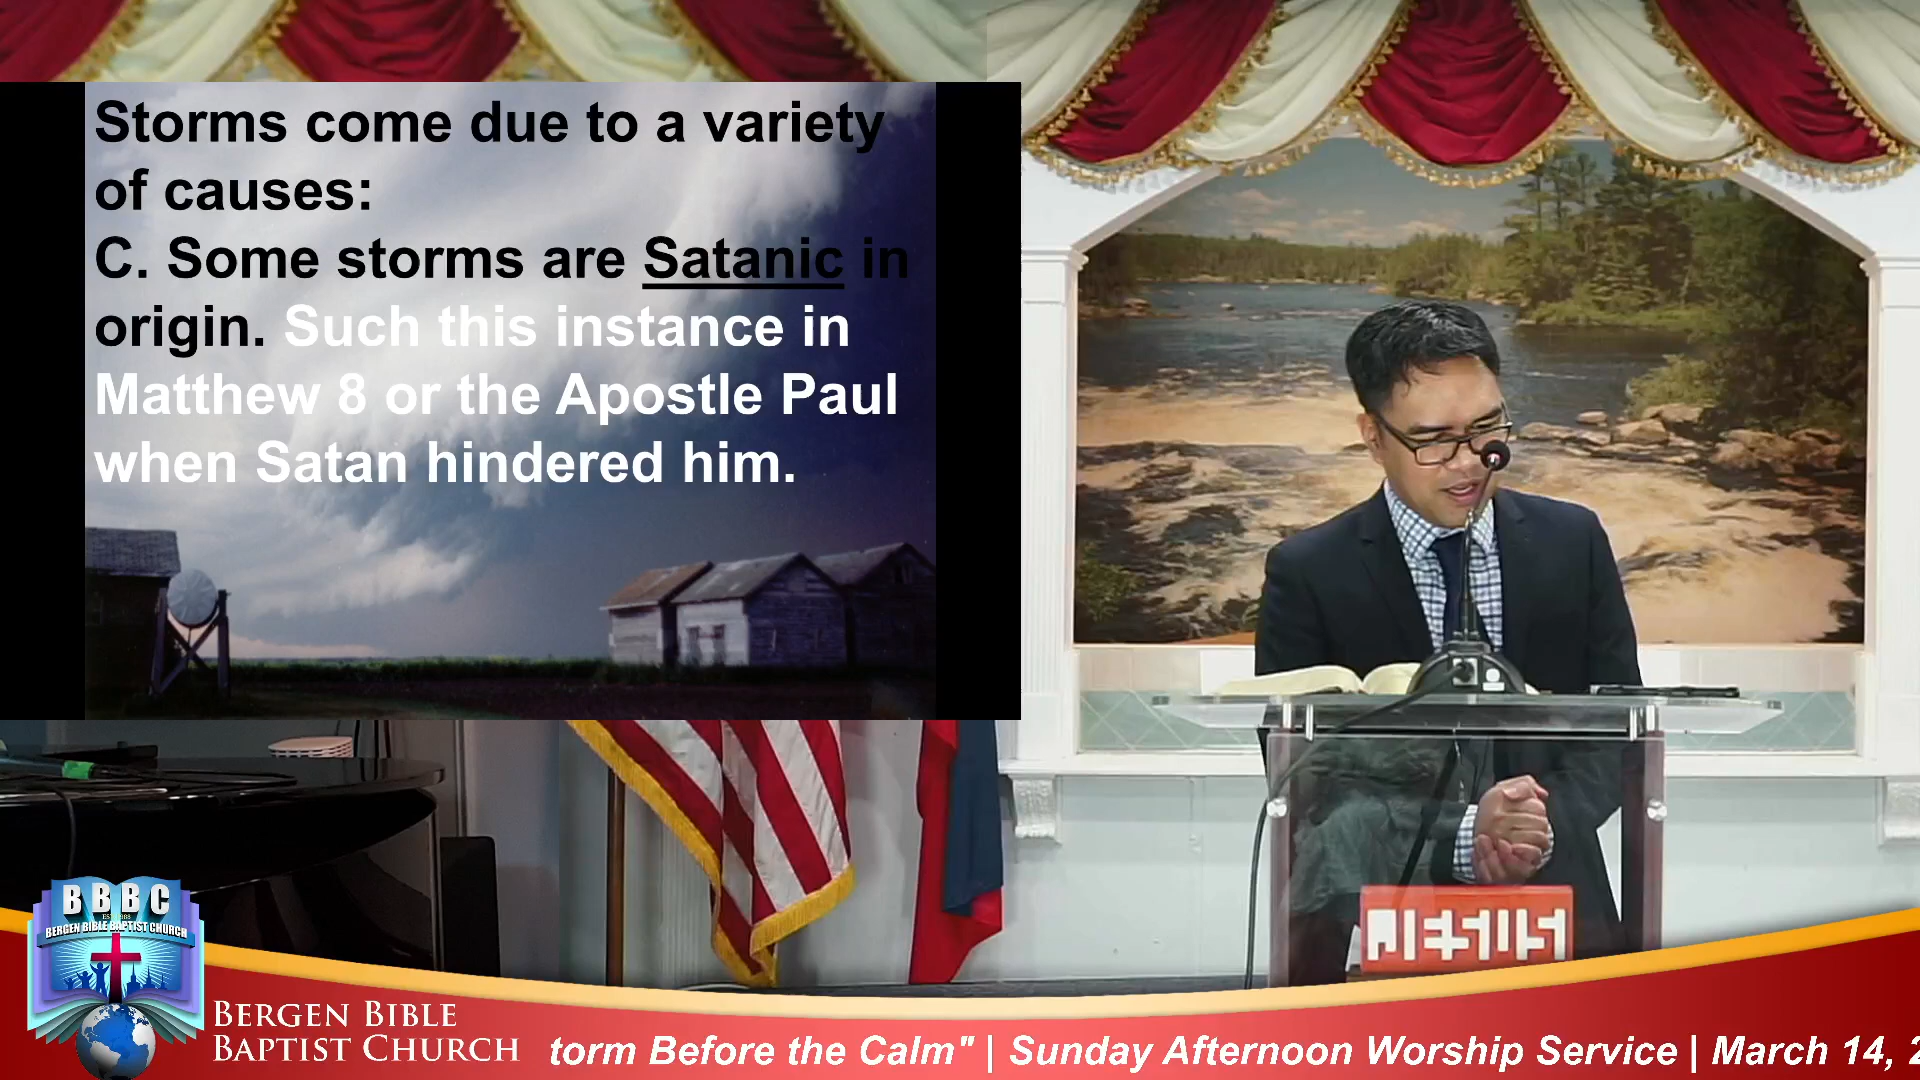 Storms come due to a variety
of causes:
C. Some storms are Satanic in
origin. Such this instance in
Matthew 8 or the Apostle Paul
when Satan hindered him.
BBBC
BERGEN BIBLE BAPTIST CHURCH
BERGEN BIBLE
BAPTIST CHURCH
torm Before the Calm" | Sunday Afternoon Worship Service | March 14, 2